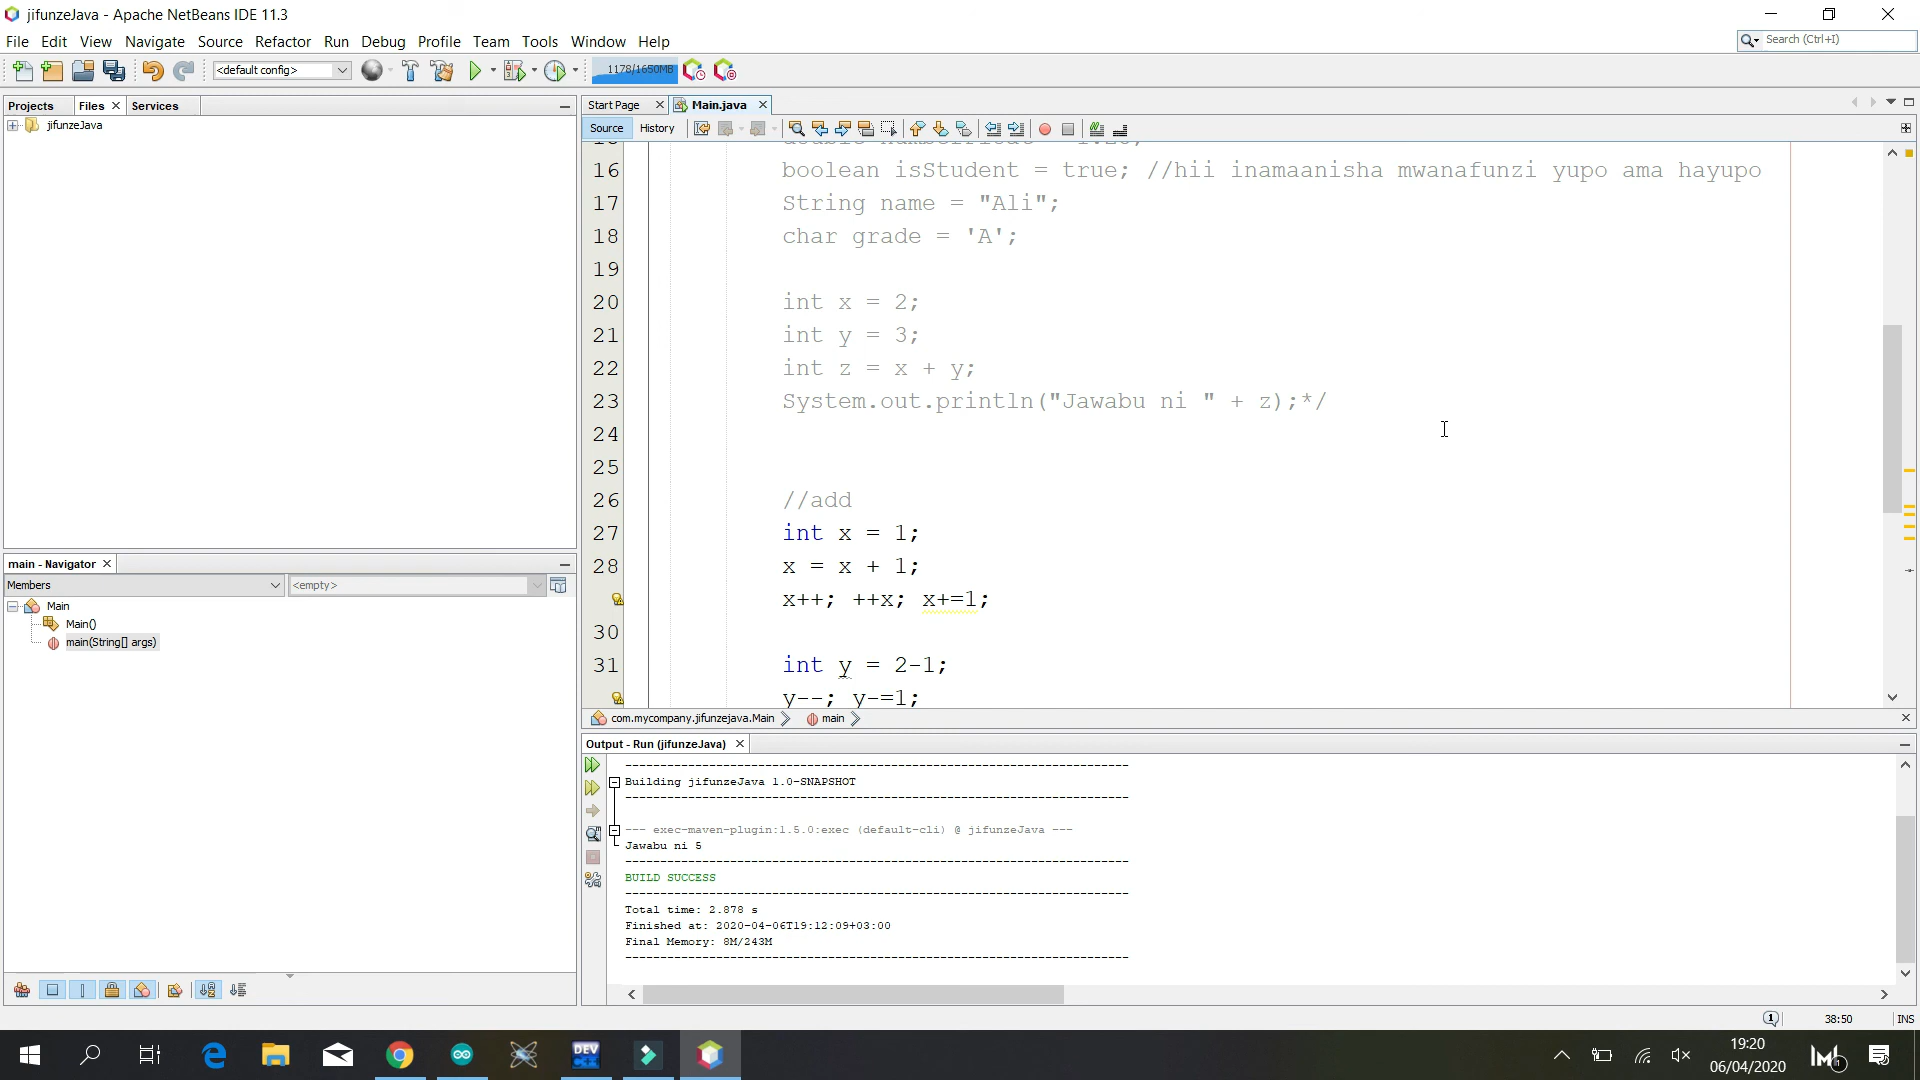 jifunzeJava - Apache NetBeans IDE 11.3
File Edit View Navigate Source Refactor Run Debug Profile Team Tools Window Help
Search (Ctrl+I)
<default config>
1178/1650MB
Projects Files Services
jifunzeJava
Start Page Main.java
Source History
16 boolean isStudent = true; //hii inamaanisha mwanafunzi yupo ama hayupo
17 String name = "Ali";
18 char grade = 'A';
19
20 int x = 2;
21 int y = 3;
22 int z = x + y;
23 System.out.println("Jawabu ni " + z);*/
24
25
26 //add
27 int x = 1;
28 x = x + 1;
x++; ++x; x+=1;
30
31 int y = 2-1;
y--; y-=1;
com.mycompany.jifunzejava.Main main
main - Navigator
Members <empty>
Main
Main()
main(String[] args)
Output - Run (jifunzeJava)
------------------------------------------------------------------------
Building jifunzeJava 1.0-SNAPSHOT
------------------------------------------------------------------------
--- exec-maven-plugin:1.5.0:exec (default-cli) @ jifunzeJava ---
Jawabu ni 5
------------------------------------------------------------------------
BUILD SUCCESS
------------------------------------------------------------------------
Total time: 2.878 s
Finished at: 2020-04-06T19:12:09+03:00
Final Memory: 8M/243M
------------------------------------------------------------------------
1
38:50 INS
DEV
C++
19:20
06/04/2020
1